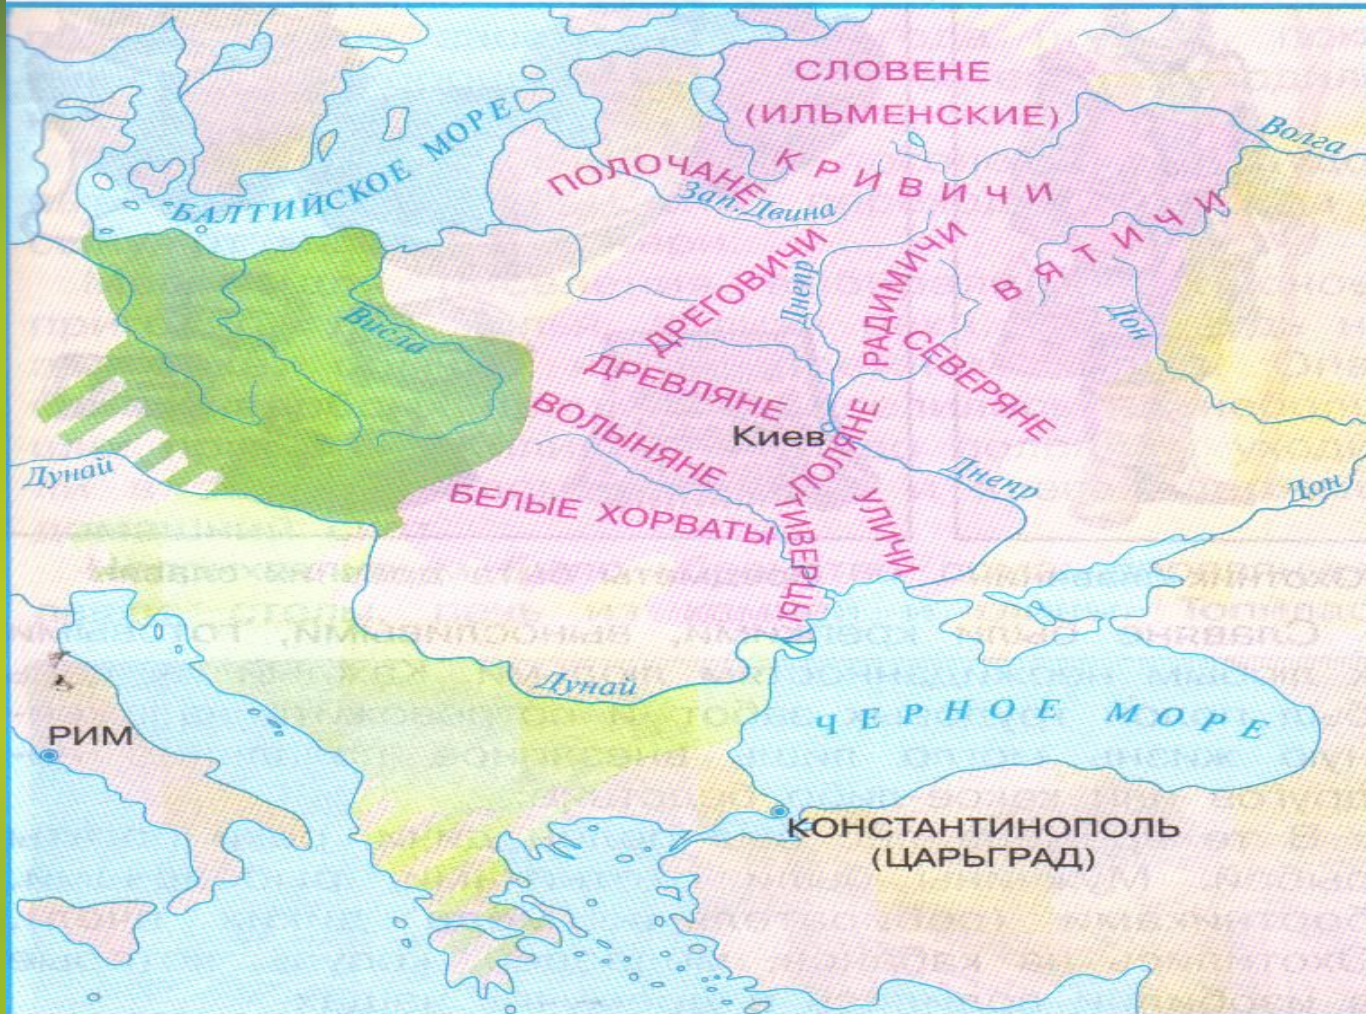 СЛОВЕНЕ
(ИЛЬМЕНСКИЕ)
Волга
БАЛТИЙСКОЕ МОРЕ
ПОЛОЧАНЕ
КРИВИЧИ
Зап. Двина
ВЯТИЧИ
ДРЕГОВИЧИ
Днепр
РАДИМИЧИ
Дон
Висла
СЕВЕРЯНЕ
ДРЕВЛЯНЕ
ВОЛЫНЯНЕ
Киев
ПОЛЯНЕ
Дунай
Днепр
Дон
БЕЛЫЕ ХОРВАТЫ
ТИВЕРЦЫ
УЛИЧИ
Дунай
РИМ
ЧЕРНОЕ МОРЕ
КОНСТАНТИНОПОЛЬ
(ЦАРЬГРАД)